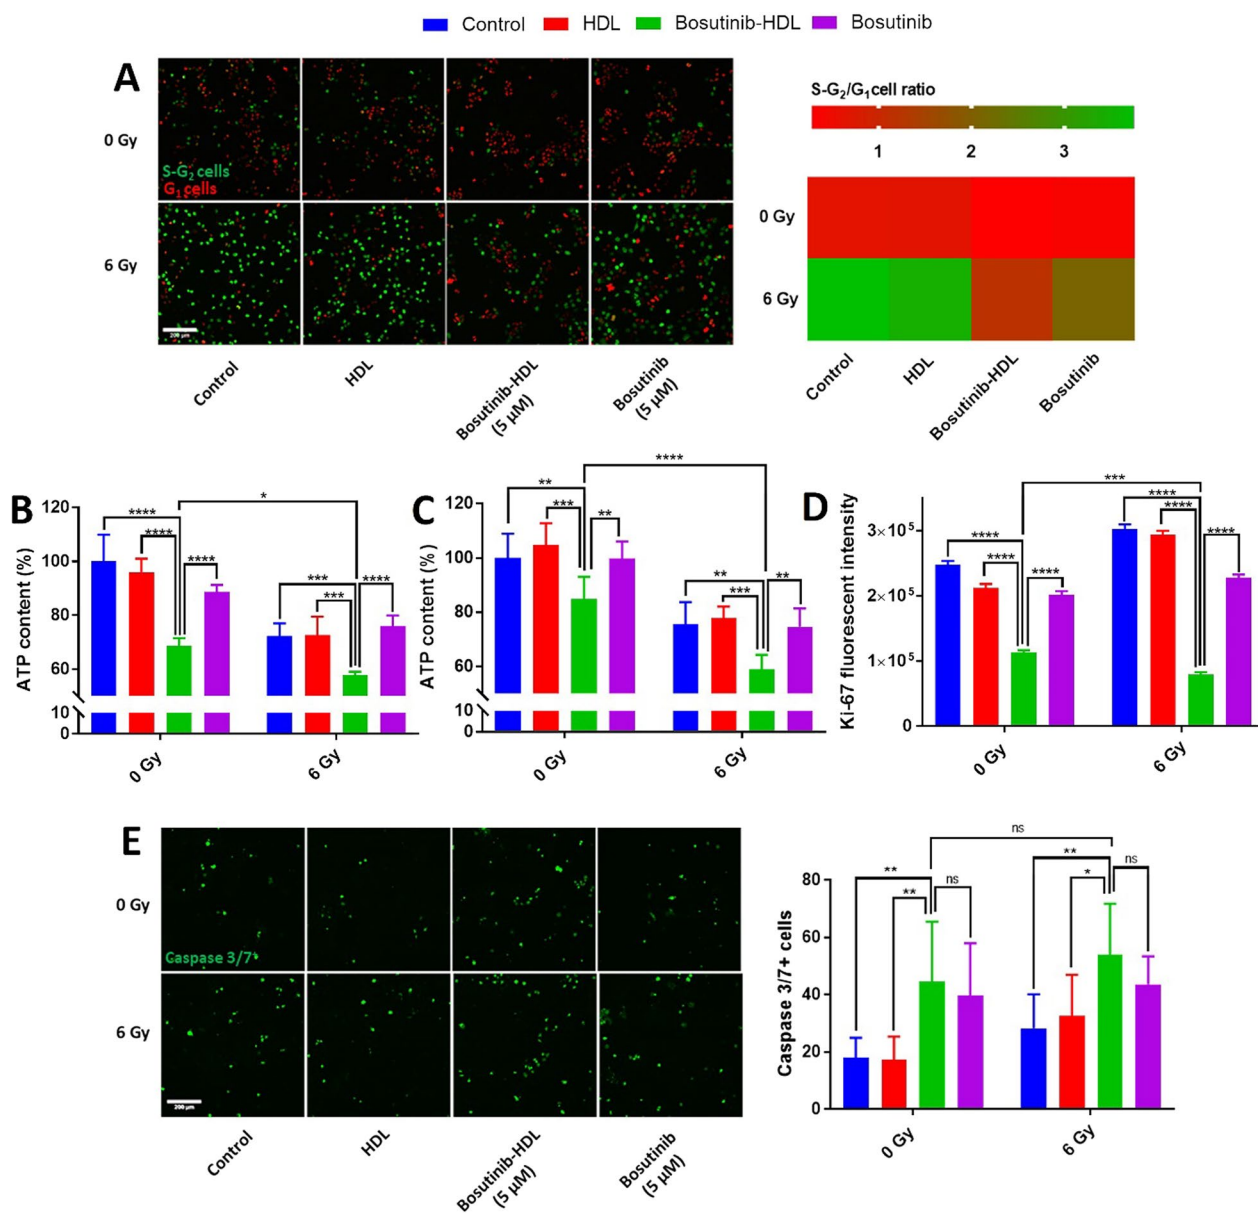 Control HDL Bosutinib-HDL Bosutinib
A
0 Gy
S-G2 cells
G1 cells
6 Gy
200 µm
Control
HDL
Bosutinib-HDL
(5 µM)
Bosutinib
(5 µM)
S-G2/G1cell ratio
1 2 3
0 Gy
6 Gy
Control
HDL
Bosutinib-HDL
Bosutinib
B
ATP content (%)
120
100
80
60
10
0
*
****
****
****
***
***
****
0 Gy
6 Gy
C
ATP content (%)
120
100
80
60
10
0
****
**
***
**
**
***
**
0 Gy
6 Gy
D
Ki-67 fluorescent intensity
3×10⁵
2×10⁵
1×10⁵
0
***
****
****
****
****
****
****
0 Gy
6 Gy
E
0 Gy
Caspase 3/7+
6 Gy
200 µm
Control
HDL
Bosutinib-HDL
(5 µM)
Bosutinib
(5 µM)
Caspase 3/7+ cells
80
60
40
20
0
ns
**
**
ns
**
*
ns
0 Gy
6 Gy